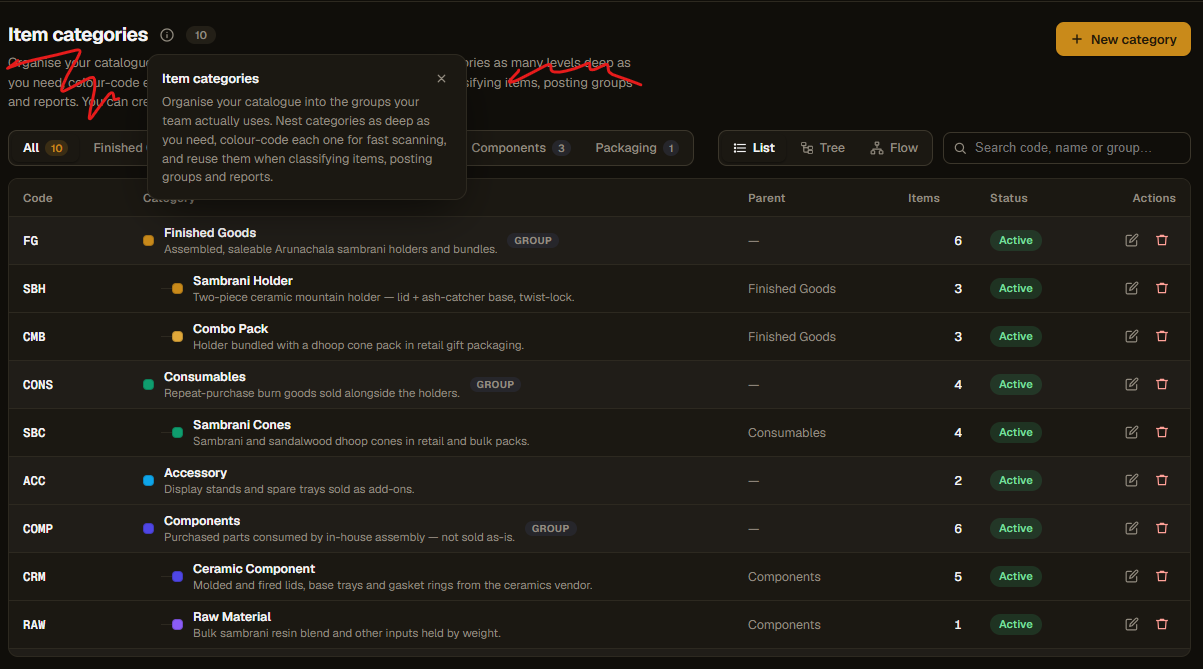 Item categories 10
+ New category
Organise your catalogue
ries as many levels deep as
you need, colour-code e
sifying items, posting groups
and reports. You can cre
Item categories
Organise your catalogue into the groups your
team actually uses. Nest categories as deep as
you need, colour-code each one for fast scanning,
and reuse them when classifying items, posting
groups and reports.
All 10 Finished Components 3 Packaging 1
List Tree Flow
Search code, name or group...
Code Category Parent Items Status Actions
FG Finished Goods GROUP — 6 Active
Assembled, saleable Arunachala sambrani holders and bundles.
SBH Sambrani Holder Finished Goods 3 Active
Two-piece ceramic mountain holder — lid + ash-catcher base, twist-lock.
CMB Combo Pack Finished Goods 3 Active
Holder bundled with a dhoop cone pack in retail gift packaging.
CONS Consumables GROUP — 4 Active
Repeat-purchase burn goods sold alongside the holders.
SBC Sambrani Cones Consumables 4 Active
Sambrani and sandalwood dhoop cones in retail and bulk packs.
ACC Accessory — 2 Active
Display stands and spare trays sold as add-ons.
COMP Components GROUP — 6 Active
Purchased parts consumed by in-house assembly — not sold as-is.
CRM Ceramic Component Components 5 Active
Molded and fired lids, base trays and gasket rings from the ceramics vendor.
RAW Raw Material Components 1 Active
Bulk sambrani resin blend and other inputs held by weight.